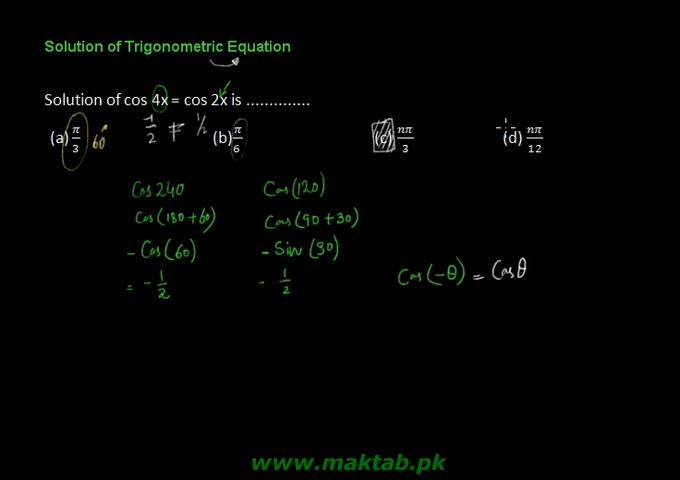 Solution of Trigonometric Equation
Solution of cos 4x = cos 2x is ..............
(a) π/3 60° -1/2 ≠ 1/2 (b) π/6 (c) nπ/3 (d) nπ/12
Cos 240 Cos(120)
Cos(180+60) Cos(90+30)
-Cos(60) -Sin(30)
= -1/2 -1/2
Cos(-θ) = Cosθ
www.maktab.pk